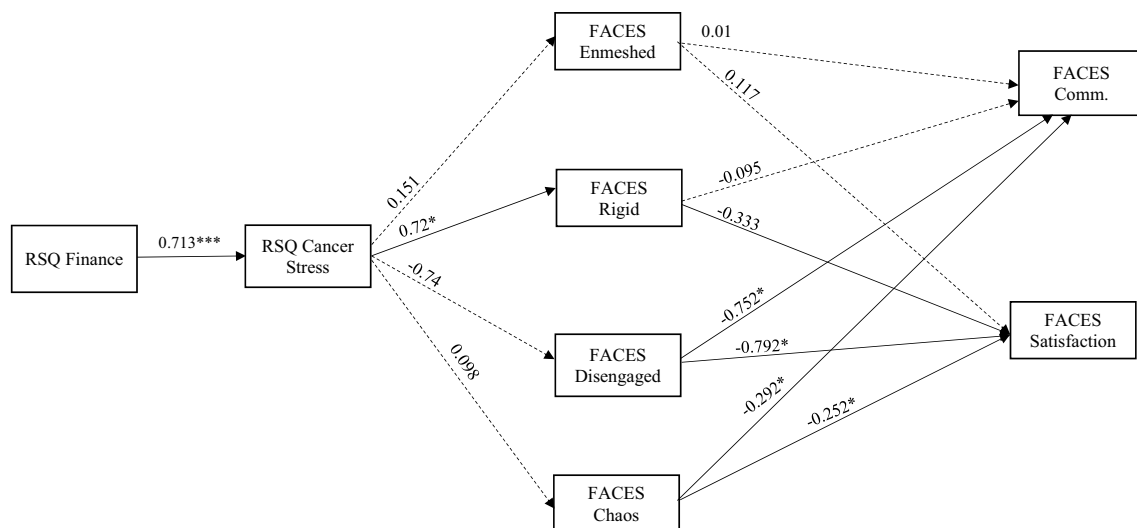 FACES
Enmeshed
0.01
FACES
Comm.
0.117
0.151
FACES
Rigid
-0.095
0.72*
-0.333
RSQ Finance
0.713***
RSQ Cancer
Stress
-0.74
-0.752*
FACES
Satisfaction
FACES
Disengaged
-0.792*
0.098
-0.292*
-0.252*
FACES
Chaos